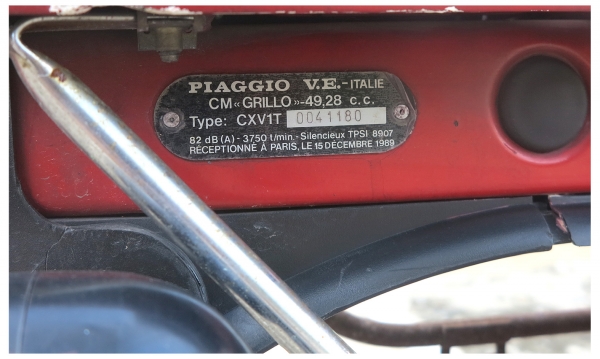 PIAGGIO V.E.-ITALIE
CM «GRILLO»-49,28 c.c.
Type: CXV1T 0041180
82 dB (A) - 3750 t/min. - Silencieux TPSI 8907
RÉCEPTIONNÉ À PARIS, LE 15 DÉCEMBRE 1989